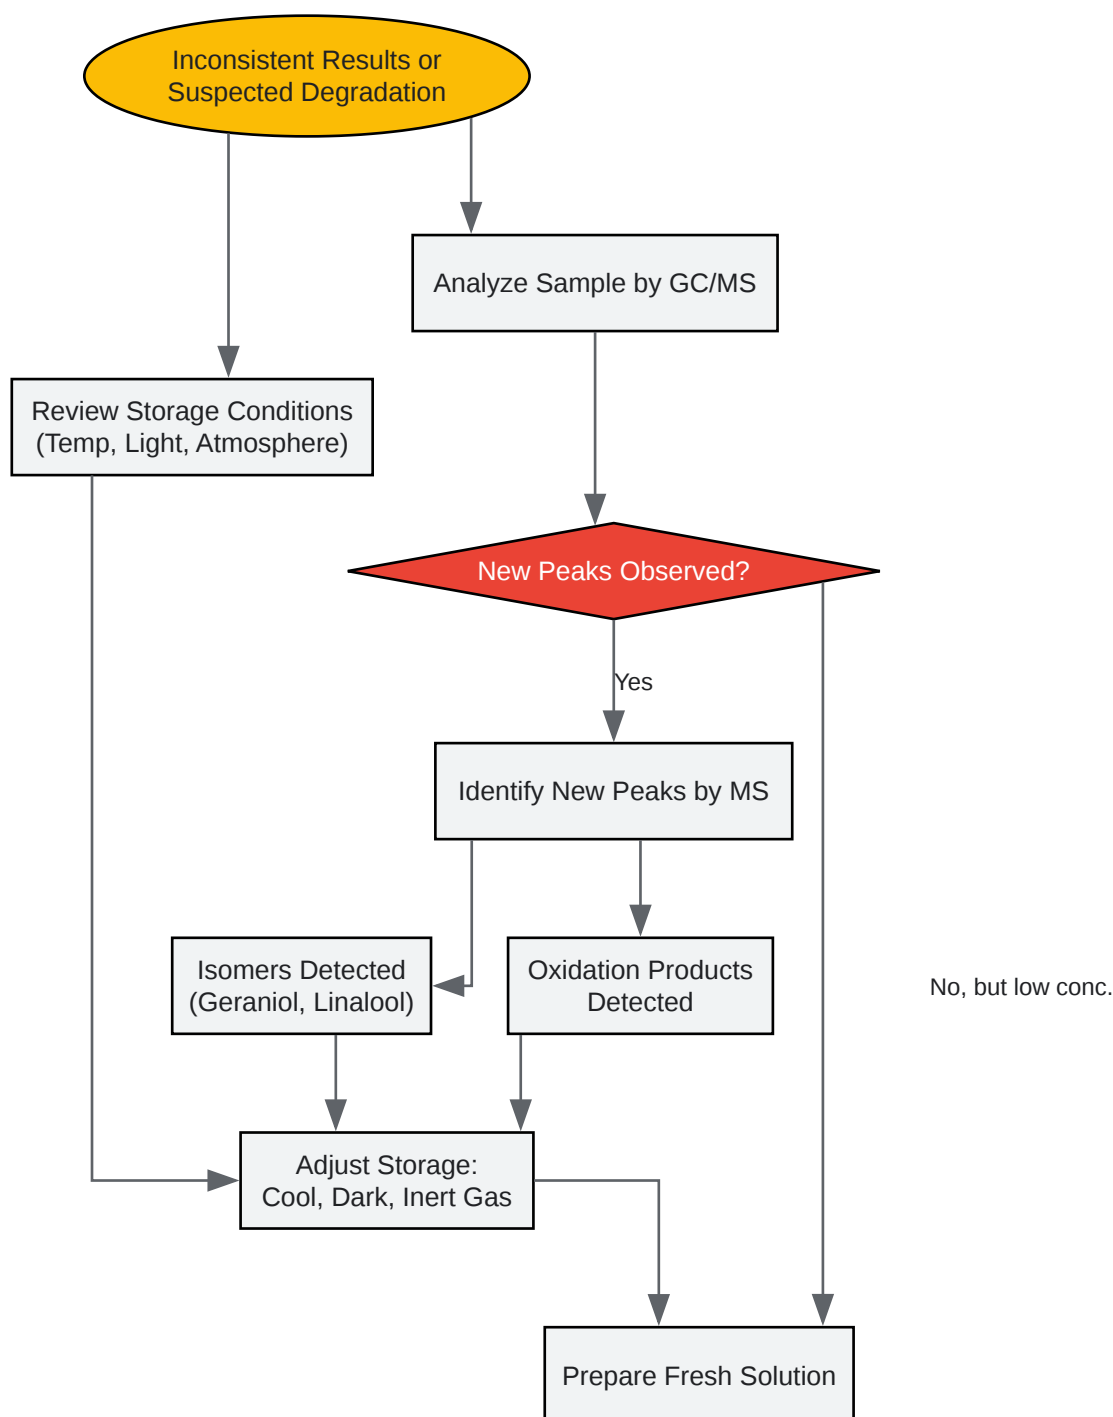 Inconsistent Results or
Suspected Degradation
Analyze Sample by GC/MS
Review Storage Conditions
(Temp, Light, Atmosphere)
New Peaks Observed?
Yes
Identify New Peaks by MS
Isomers Detected
(Geraniol, Linalool)
Oxidation Products
Detected
No, but low conc.
Adjust Storage:
Cool, Dark, Inert Gas
Prepare Fresh Solution